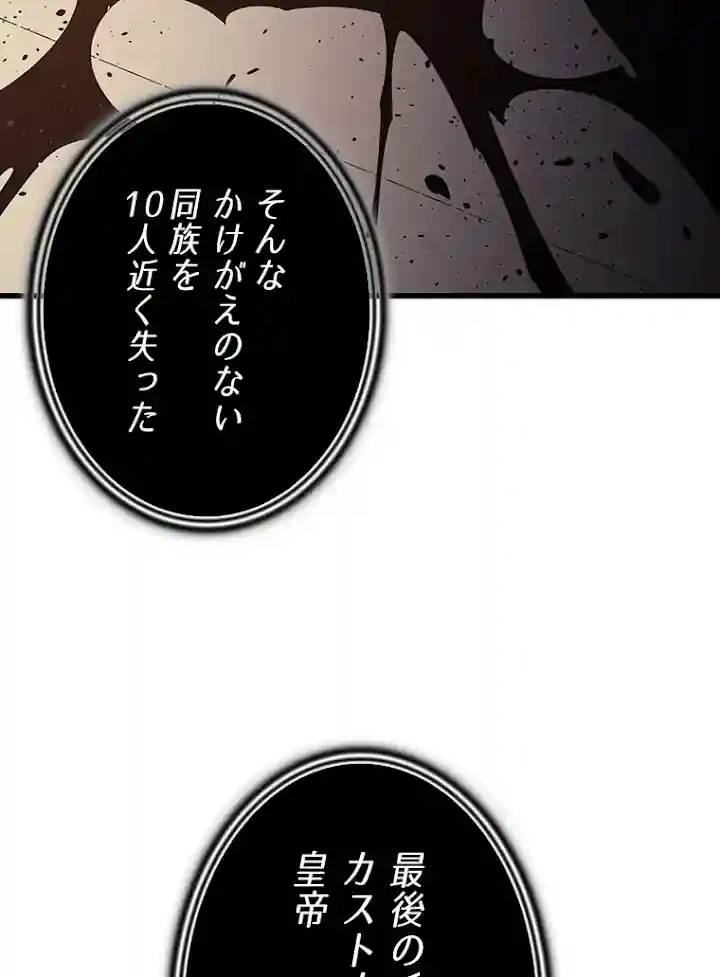 そんな
かけがえのない
同族を
10人近く失った
最後の
カスト
皇帝